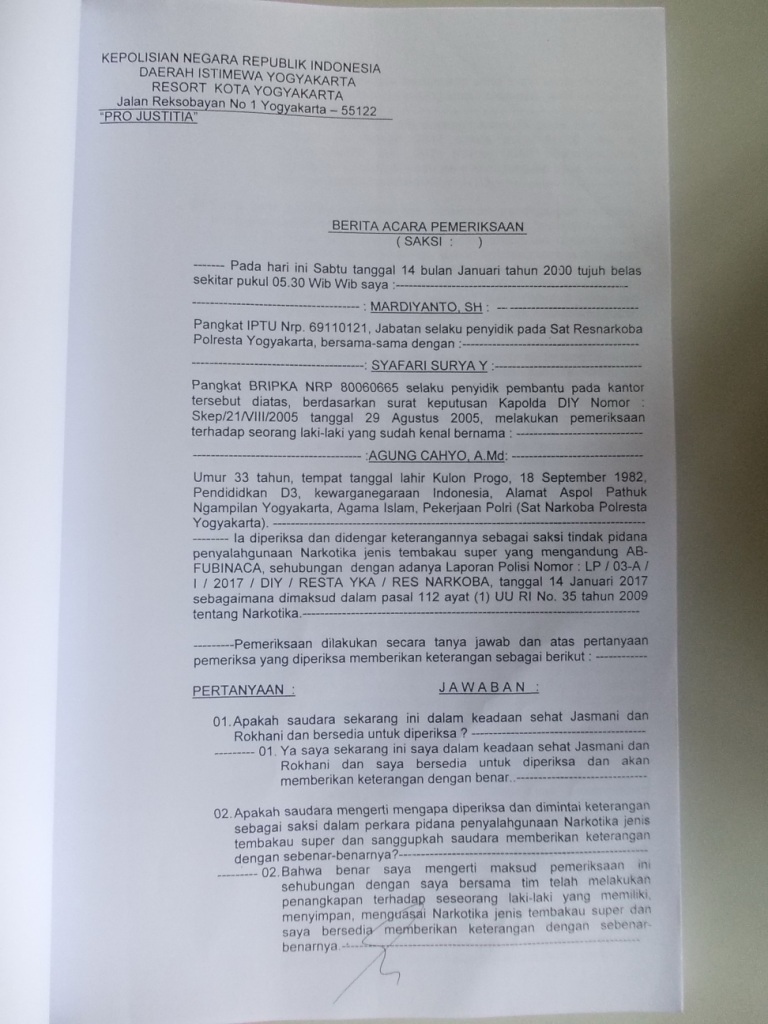 KEPOLISIAN NEGARA REPUBLIK INDONESIA
DAERAH ISTIMEWA YOGYAKARTA
RESORT KOTA YOGYAKARTA
Jalan Reksobayan No 1 Yogyakarta – 55122
"PRO JUSTITIA"
BERITA ACARA PEMERIKSAAN
( SAKSI : )
------- Pada hari ini Sabtu tanggal 14 bulan Januari tahun 2000 tujuh belas
sekitar pukul 05.30 Wib Wib saya :----------------------------------------
----------------------------- : MARDIYANTO, SH : -- -------------------------
Pangkat IPTU Nrp. 69110121, Jabatan selaku penyidik pada Sat Resnarkoba
Polresta Yogyakarta, bersama-sama dengan :-------------------------------
------------------------------: SYAFARI SURYA Y :--------------------------
Pangkat BRIPKA NRP 80060665 selaku penyidik pembantu pada kantor
tersebut diatas, berdasarkan surat keputusan Kapolda DIY Nomor :
Skep/21/VIII/2005 tanggal 29 Agustus 2005, melakukan pemeriksaan
terhadap seorang laki-laki yang sudah kenal bernama : ----------------------
----------------------------- :AGUNG CAHYO, A.Md: ------------------------
Umur 33 tahun, tempat tanggal lahir Kulon Progo, 18 September 1982,
Pendididkan D3, kewarganegaraan Indonesia, Alamat Aspol Pathuk
Ngampilan Yogyakarta, Agama Islam, Pekerjaan Polri (Sat Narkoba Polresta
Yogyakarta). ----------------------------------------------------------------
-------- Ia diperiksa dan didengar keterangannya sebagai saksi tindak pidana
penyalahgunaan Narkotika jenis tembakau super yang mengandung AB-
FUBINACA, sehubungan dengan adanya Laporan Polisi Nomor : LP / 03-A /
I / 2017 / DIY / RESTA YKA / RES NARKOBA, tanggal 14 Januari 2017
sebagaimana dimaksud dalam pasal 112 ayat (1) UU RI No. 35 tahun 2009
tentang Narkotika.----------------------------------------------------------
---------Pemeriksaan dilakukan secara tanya jawab dan atas pertanyaan
pemeriksa yang diperiksa memberikan keterangan sebagai berikut : ---------
PERTANYAAN : J A W A B A N :
01. Apakah saudara sekarang ini dalam keadaan sehat Jasmani dan
Rokhani dan bersedia untuk diperiksa ? ------------------------------
--------- 01. Ya saya sekarang ini saya dalam keadaan sehat Jasmani dan
Rokhani dan saya bersedia untuk diperiksa dan akan
memberikan keterangan dengan benar..----------------------
02. Apakah saudara mengerti mengapa diperiksa dan dimintai keterangan
sebagai saksi dalam perkara pidana penyalahgunaan Narkotika jenis
tembakau super dan sanggupkah saudara memberikan keterangan
dengan sebenar-benarnya?------------------------------------------
--------- 02. Bahwa benar saya mengerti maksud pemeriksaan ini
sehubungan dengan saya bersama tim telah melakukan
penangkapan terhadap seseorang laki-laki yang memiliki,
menyimpan, menguasai Narkotika jenis tembakau super dan
saya bersedia memberikan keterangan dengan sebenar-
benarnya.---------------------------------------------------